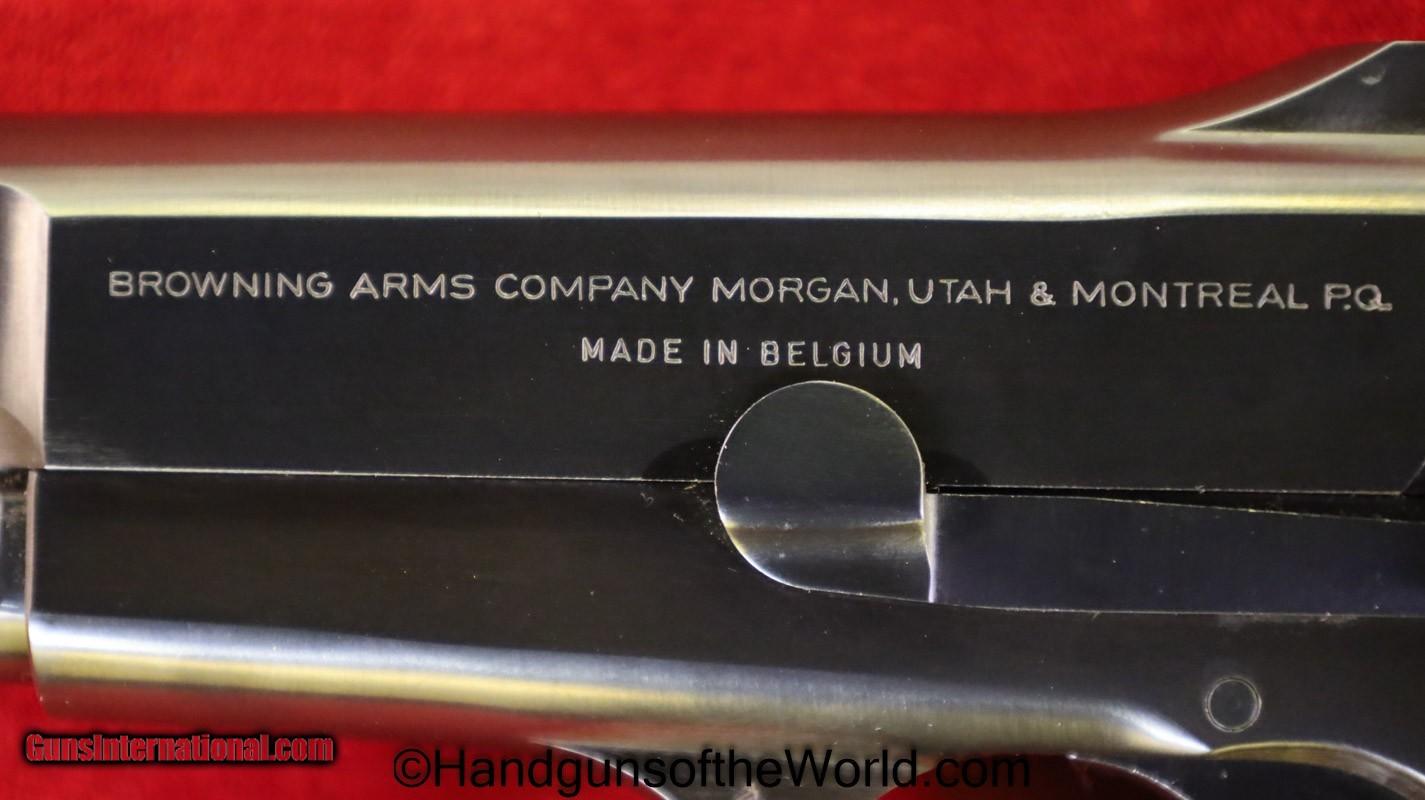 BROWNING ARMS COMPANY MORGAN, UTAH & MONTREAL P.Q.
MADE IN BELGIUM
GunsInternational.com
©HandgunsoftheWorld.com